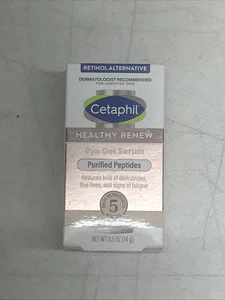 RETINOL ALTERNATIVE
DERMATOLOGIST RECOMMENDED
FOR SENSITIVE SKIN
Cetaphil
HEALTHY RENEW
Eye Gel Serum
Purified Peptides
Reduces look of dark circles,
fine lines, and signs of fatigue
5
NET WT 0.5 OZ (14 g)